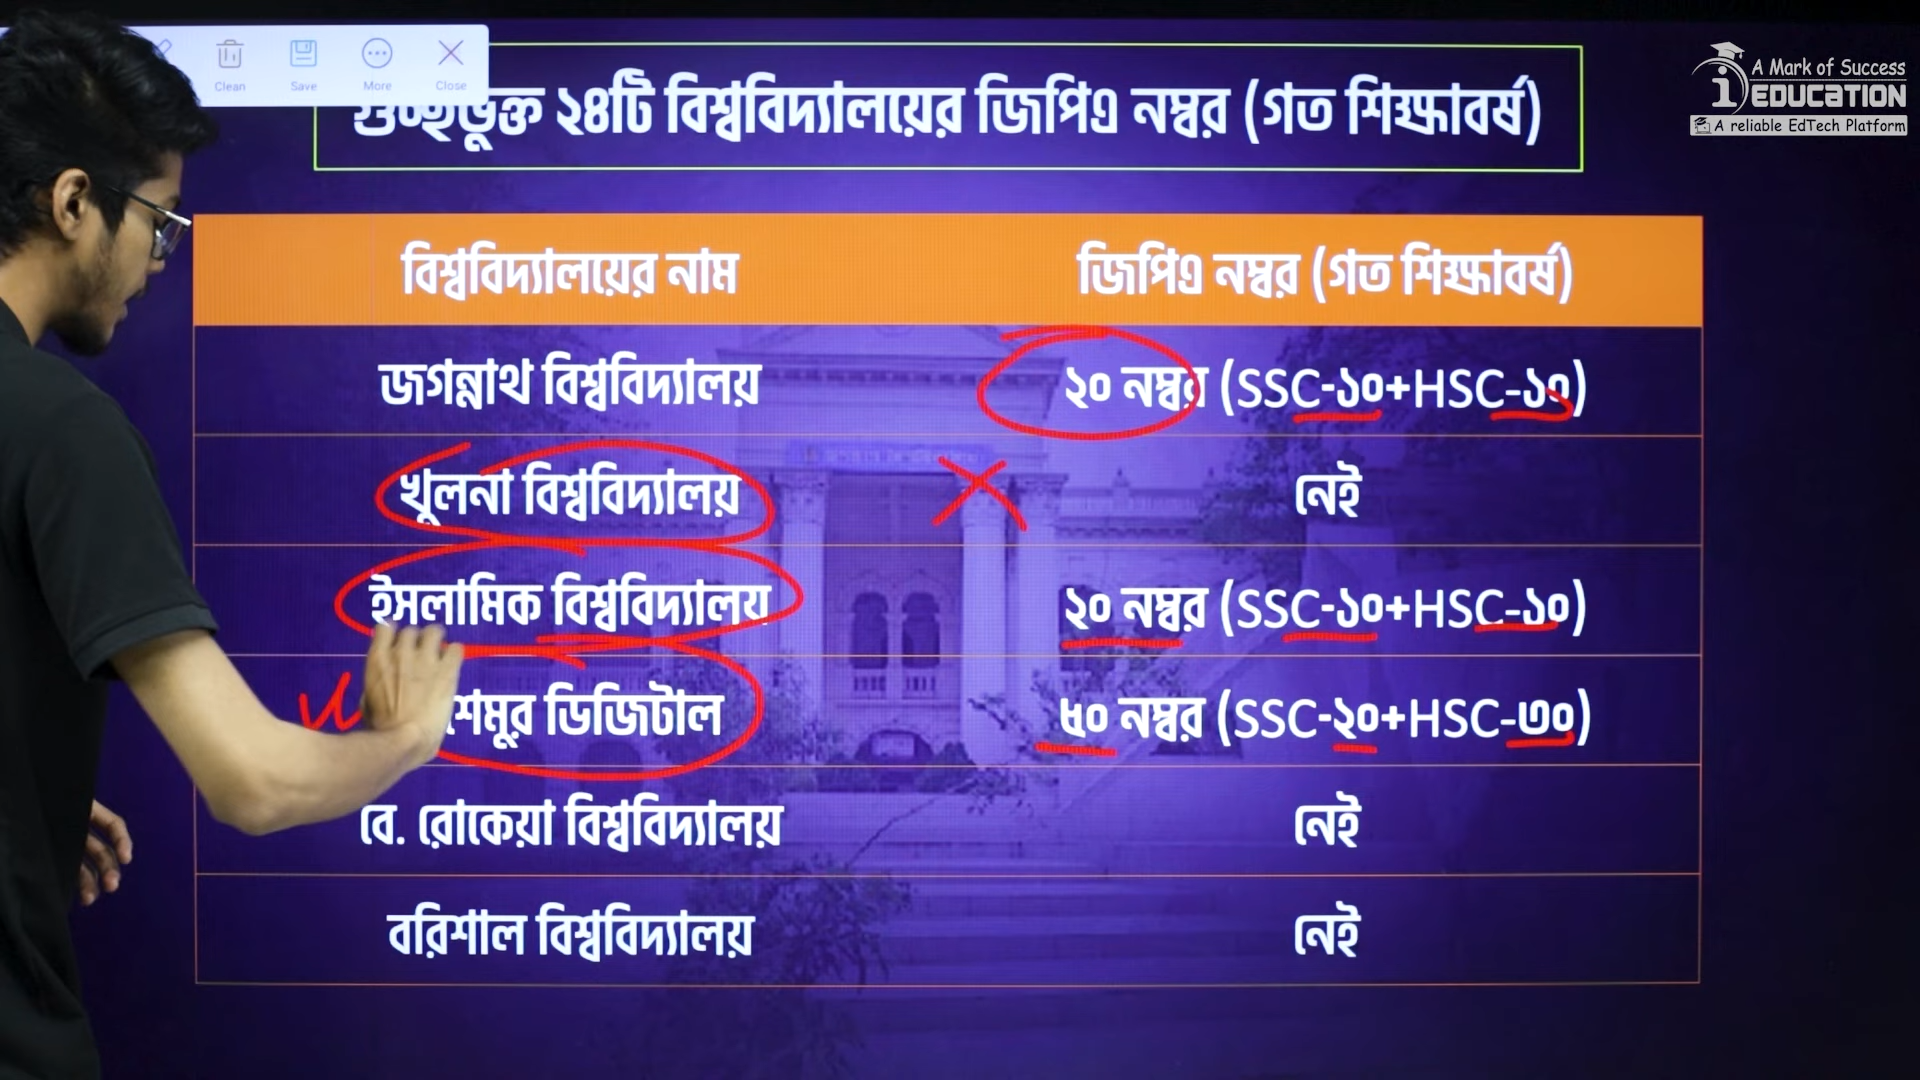 Clean Save More Close
A Mark of Success
EDUCATION
A reliable EdTech Platform
গুচ্ছভুক্ত ২৪টি বিশ্ববিদ্যালয়ের জিপিএ নম্বর (গত শিক্ষাবর্ষ)
বিশ্ববিদ্যালয়ের নাম জিপিএ নম্বর (গত শিক্ষাবর্ষ)
জগন্নাথ বিশ্ববিদ্যালয় ২০ নম্বর (SSC-১০+HSC-১০)
খুলনা বিশ্ববিদ্যালয় নেই
ইসলামিক বিশ্ববিদ্যালয় ২০ নম্বর (SSC-১০+HSC-১০)
ডিজিটাল ৫০ নম্বর (SSC-২০+HSC-৩০)
বে. রোকেয়া বিশ্ববিদ্যালয় নেই
বরিশাল বিশ্ববিদ্যালয় নেই